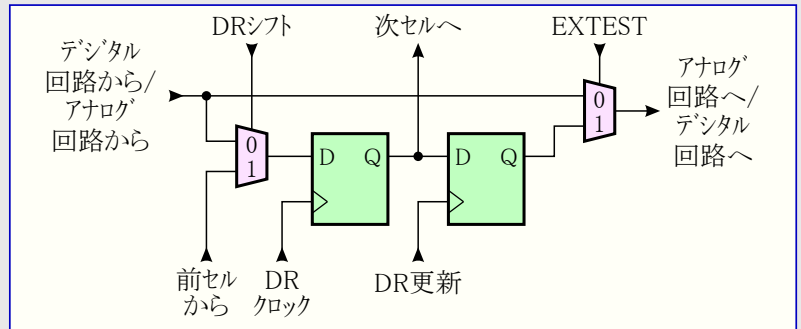 DRシフト
次セルへ
EXTEST
デジタル
回路から/
アナログ
回路から
アナログ
回路へ/
デシタル
回路へ
0
1
0
1
D
Q
D
Q
前セル
から
DR
クロック
DR更新